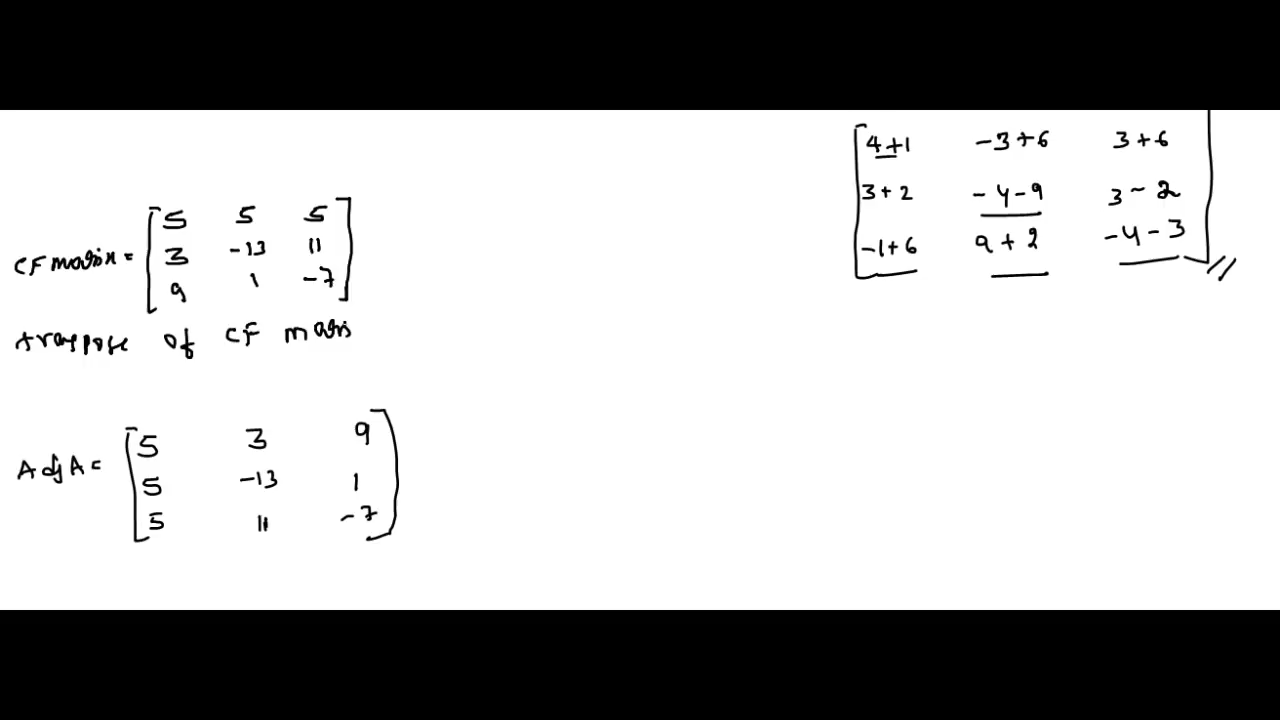 4+1 -3+6 3+6
3+2 -4-9 3-2
-1+6 9+2 -4-3
CF matrix = [5 5 5
3 -13 11
9 1 -7]
transpose of CF matrix
AdjA = [5 3 9
5 -13 1
5 11 -7]